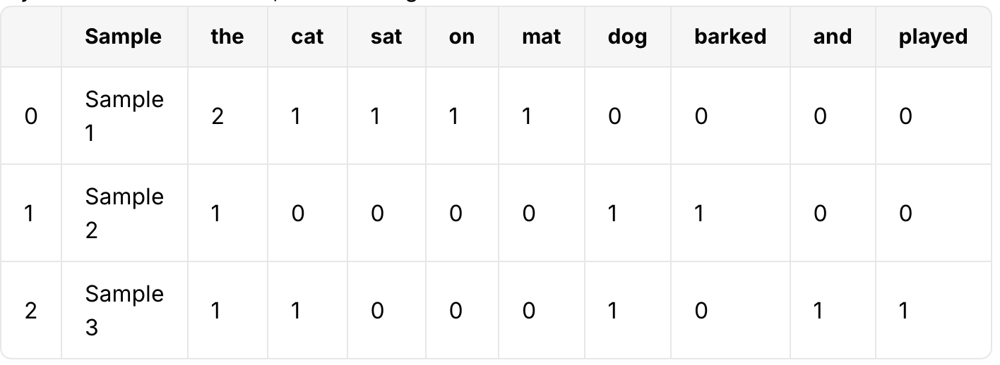 Sample the cat sat on mat dog barked and played
0 Sample 1 2 1 1 1 1 0 0 0 0
1 Sample 2 1 0 0 0 0 1 1 0 0
2 Sample 3 1 1 0 0 0 1 0 1 1